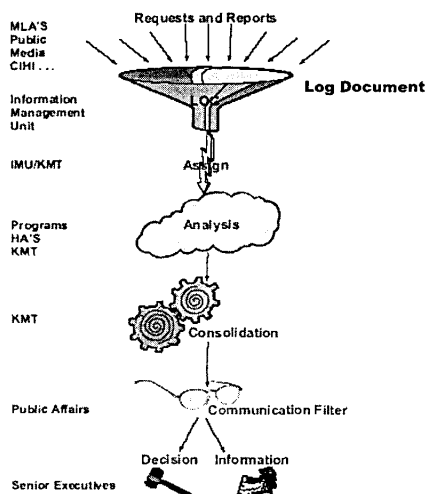 Requests and Reports
MLA'S
Public
Media
CIHI . . .
Log Document
LOG
Information
Management
Unit
IMU/KMT
Assign
Programs
HA'S
KMT
Analysis
KMT
Consolidation
Public Affairs
Communication Filter
Decision
Information
Senior Executives